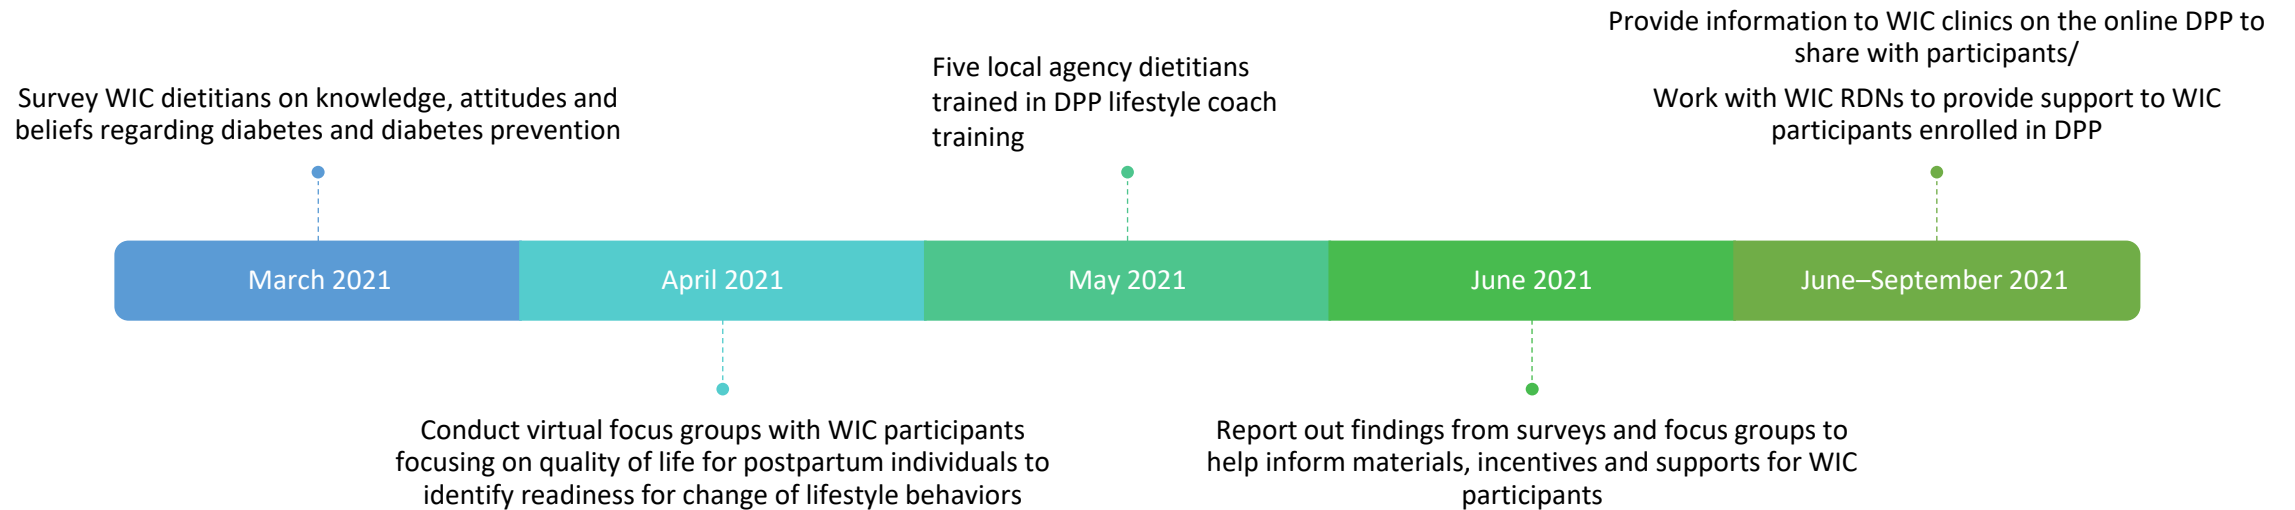 Survey WIC dietitians on knowledge, attitudes and
beliefs regarding diabetes and diabetes prevention
Five local agency dietitians
trained in DPP lifestyle coach
training
Provide information to WIC clinics on the online DPP to
share with participants/
Work with WIC RDNs to provide support to WIC
participants enrolled in DPP
March 2021
April 2021
May 2021
June 2021
June–September 2021
Conduct virtual focus groups with WIC participants
focusing on quality of life for postpartum individuals to
identify readiness for change of lifestyle behaviors
Report out findings from surveys and focus groups to
help inform materials, incentives and supports for WIC
participants